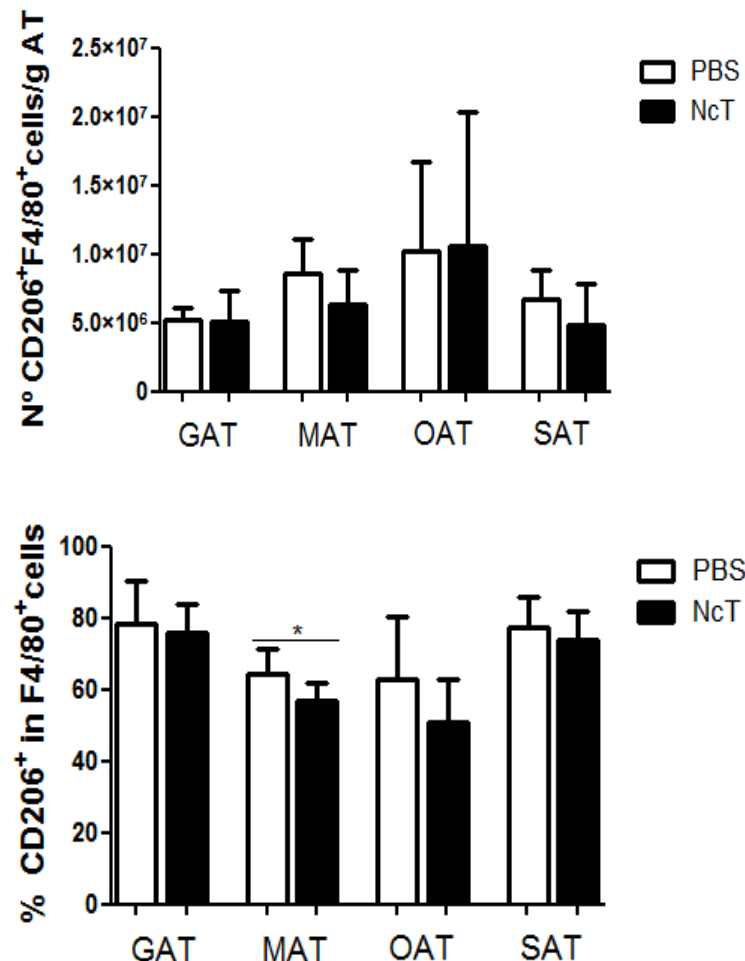 Nº CD206⁺F4/80⁺cells/g AT
2.5×10⁷
2.0×10⁷
1.5×10⁷
1.0×10⁷
5.0×10⁶
0
GAT MAT OAT SAT
PBS
NcT
% CD206⁺ in F4/80⁺cells
100
80
60
40
20
0
*
GAT MAT OAT SAT
PBS
NcT